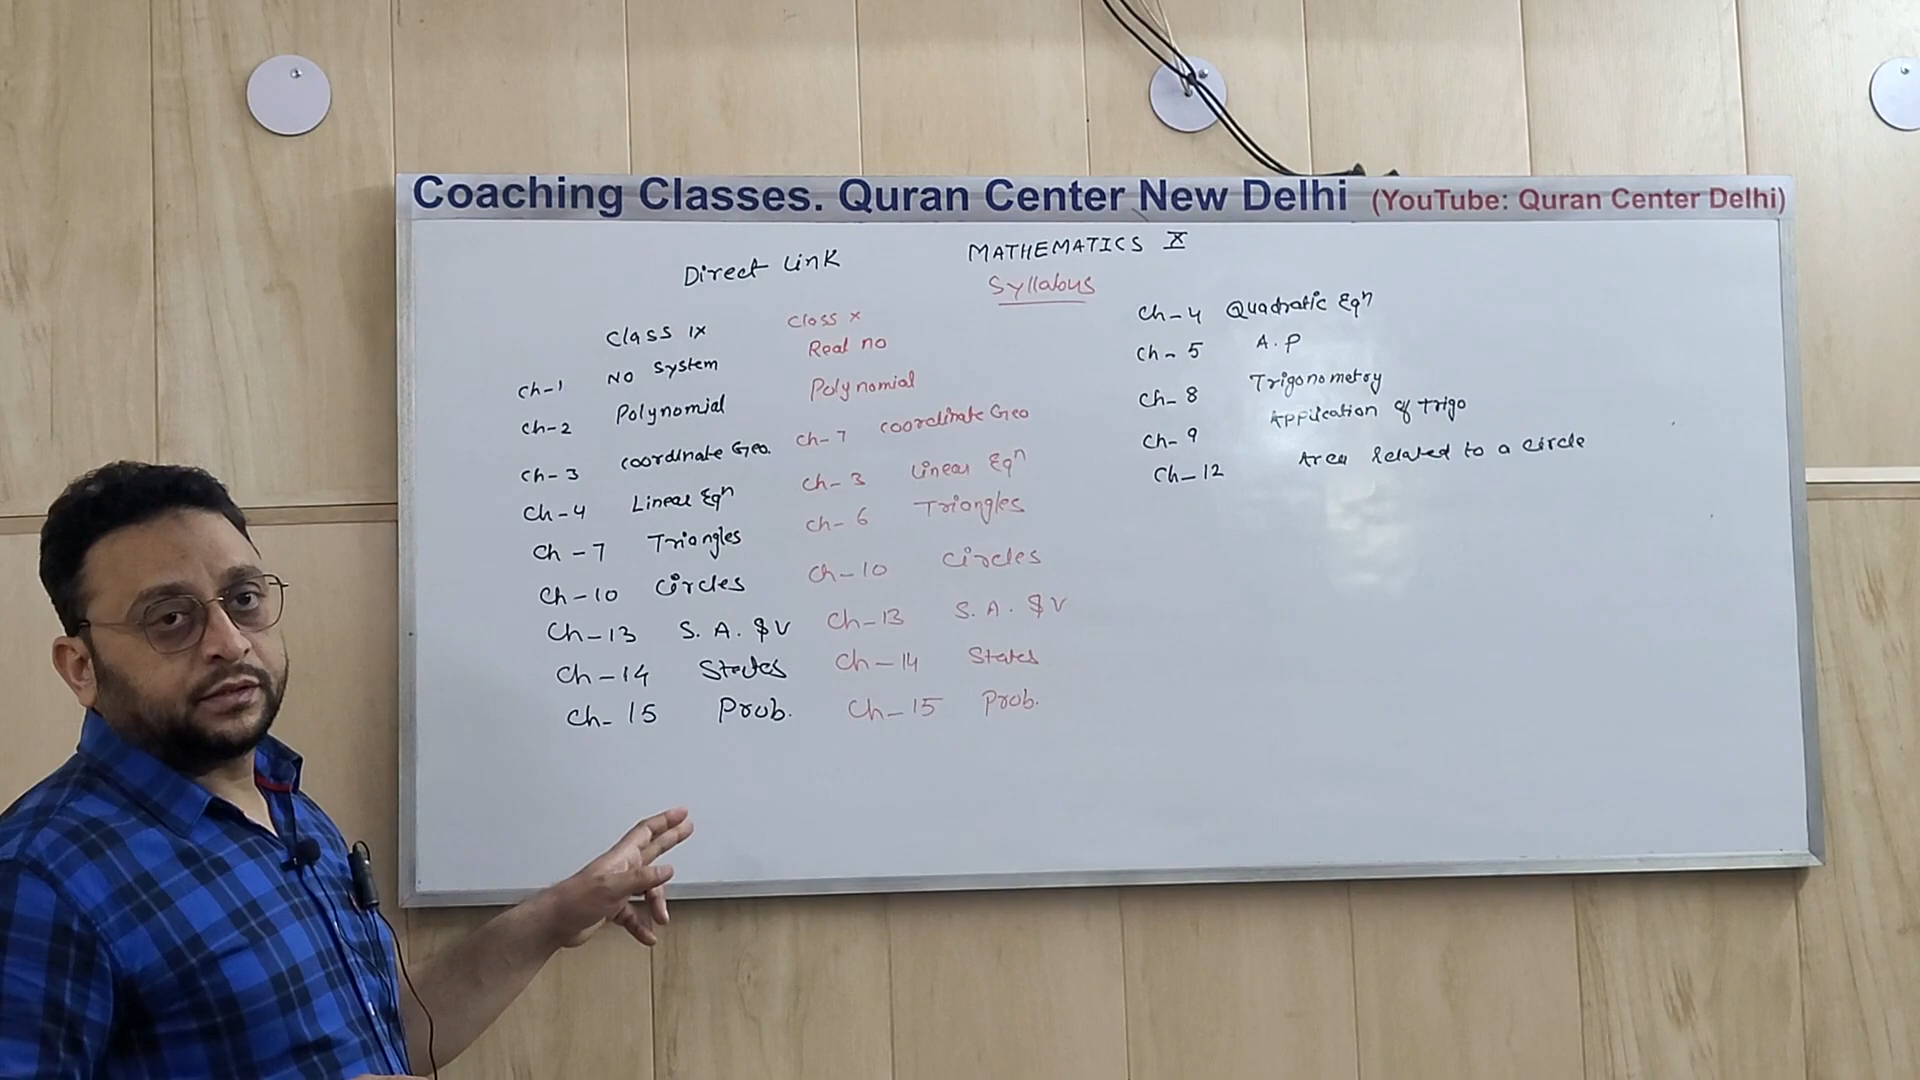 Coaching Classes. Quran Center New Delhi (YouTube: Quran Center Delhi)
Direct Link
MATHEMATICS X
Syllabus
Class IX Class X
Ch-1 No System Real no
Ch-2 Polynomial Polynomial
Ch-3 Coordinate Geo. Ch-7 Coordinate Geo
Ch-4 Linear Eqn Ch-3 Linear Eqn
Ch-7 Triangles Ch-6 Triangles
Ch-10 Circles Ch-10 Circles
Ch-13 S.A. $ V Ch-13 S.A. $ V
Ch-14 States Ch-14 States
Ch-15 Prob. Ch-15 Prob.
Ch-4 Quadratic Eqn
Ch-5 A.P
Ch-8 Trigonometry
Ch-9 Application of Trigo
Ch-12 Area Related to a circle